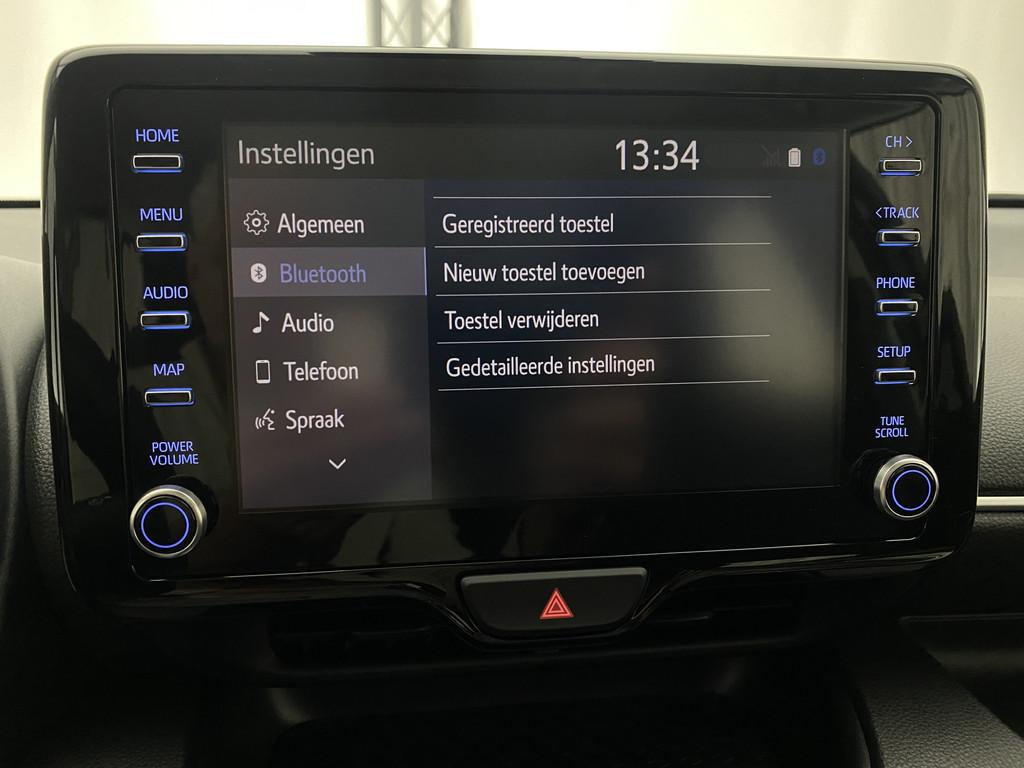 HOME
MENU
AUDIO
MAP
POWER
VOLUME
Instellingen
13:34
Algemeen
Bluetooth
Audio
Telefoon
Spraak
Geregistreerd toestel
Nieuw toestel toevoegen
Toestel verwijderen
Gedetailleerde instellingen
CH >
< TRACK
PHONE
SETUP
TUNE
SCROLL